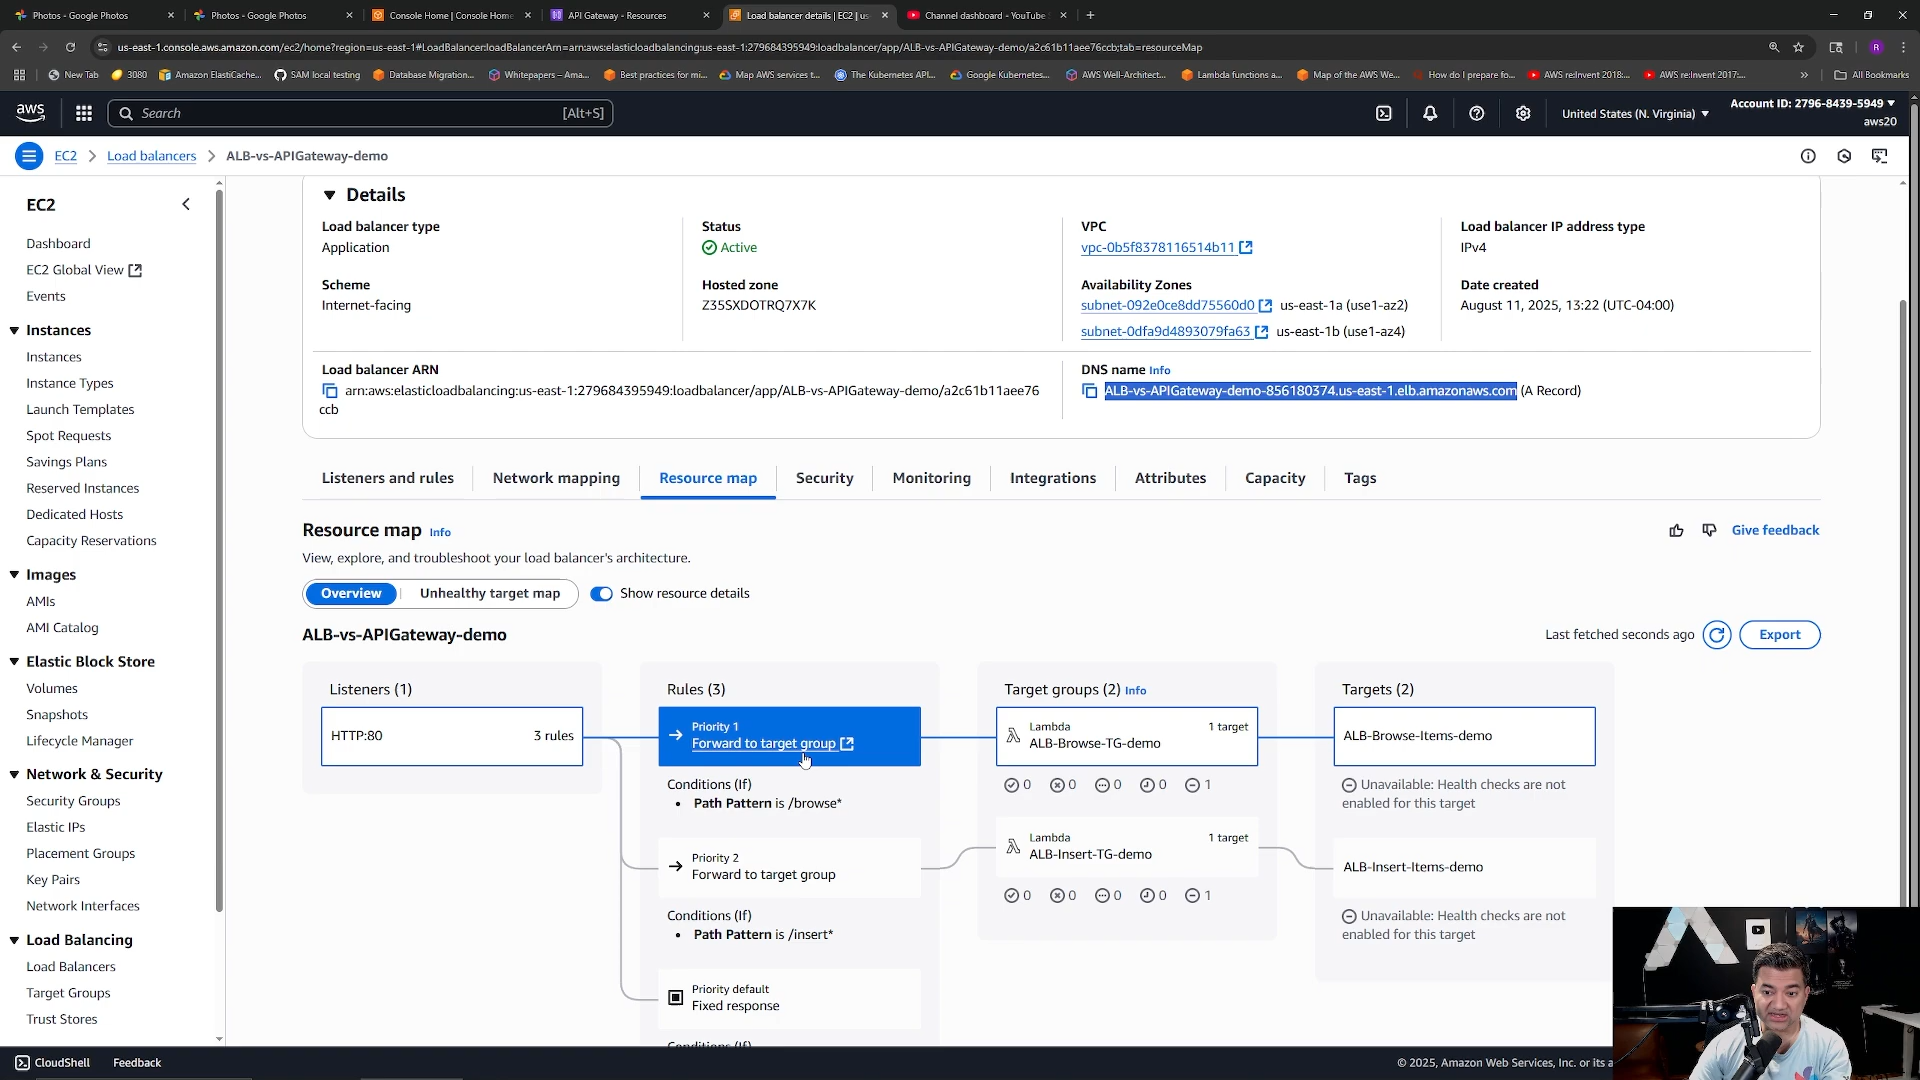 Photos - Google Photos
Photos - Google Photos
Console Home | Console Home
API Gateway - Resources
Load balancer details | EC2 | us-
Channel dashboard - YouTube
us-east-1.console.aws.amazon.com/ec2/home?region=us-east-1#LoadBalancer:loadBalancerArn=arn:aws:elasticloadbalancing:us-east-1:279684395949:loadbalancer/app/ALB-vs-APIGateway-demo/a2c61b11aee76ccb;tab=resourceMap
R
New Tab
3080
Amazon ElastiCache...
SAM local testing
Database Migration...
Whitepapers – Ama...
Best practices for mi...
Map AWS services t...
The Kubernetes API...
Google Kubernetes...
AWS Well-Architect...
Lambda functions a...
Map of the AWS We...
How do I prepare fo...
AWS re:Invent 2018:...
AWS re:Invent 2017:...
All Bookmarks
aws
Search
[Alt+S]
United States (N. Virginia)
Account ID: 2796-8439-5949
aws20
EC2
Load balancers
ALB-vs-APIGateway-demo
EC2
Dashboard
EC2 Global View
Events
Instances
Instances
Instance Types
Launch Templates
Spot Requests
Savings Plans
Reserved Instances
Dedicated Hosts
Capacity Reservations
Images
AMIs
AMI Catalog
Elastic Block Store
Volumes
Snapshots
Lifecycle Manager
Network & Security
Security Groups
Elastic IPs
Placement Groups
Key Pairs
Network Interfaces
Load Balancing
Load Balancers
Target Groups
Trust Stores
Details
Load balancer type
Application
Status
Active
VPC
vpc-0b5f8378116514b11
Load balancer IP address type
IPv4
Scheme
Internet-facing
Hosted zone
Z35SXDOTRQ7X7K
Availability Zones
subnet-092e0ce8dd75560d0 us-east-1a (use1-az2)
subnet-0dfa9d4893079fa63 us-east-1b (use1-az4)
Date created
August 11, 2025, 13:22 (UTC-04:00)
Load balancer ARN
arn:aws:elasticloadbalancing:us-east-1:279684395949:loadbalancer/app/ALB-vs-APIGateway-demo/a2c61b11aee76
ccb
DNS name Info
ALB-vs-APIGateway-demo-856180374.us-east-1.elb.amazonaws.com (A Record)
Listeners and rules
Network mapping
Resource map
Security
Monitoring
Integrations
Attributes
Capacity
Tags
Resource map Info
View, explore, and troubleshoot your load balancer's architecture.
Give feedback
Overview
Unhealthy target map
Show resource details
ALB-vs-APIGateway-demo
Last fetched seconds ago
Export
Listeners (1)
HTTP:80
3 rules
Rules (3)
Priority 1
Forward to target group
Conditions (If)
Path Pattern is /browse*
Priority 2
Forward to target group
Conditions (If)
Path Pattern is /insert*
Priority default
Fixed response
Conditions (If)
Target groups (2) Info
Lambda
1 target
ALB-Browse-TG-demo
0 0 0 0 1
Lambda
1 target
ALB-Insert-TG-demo
0 0 0 0 1
Targets (2)
ALB-Browse-Items-demo
Unavailable: Health checks are not
enabled for this target
ALB-Insert-Items-demo
Unavailable: Health checks are not
enabled for this target
CloudShell
Feedback
© 2025, Amazon Web Services, Inc. or its a